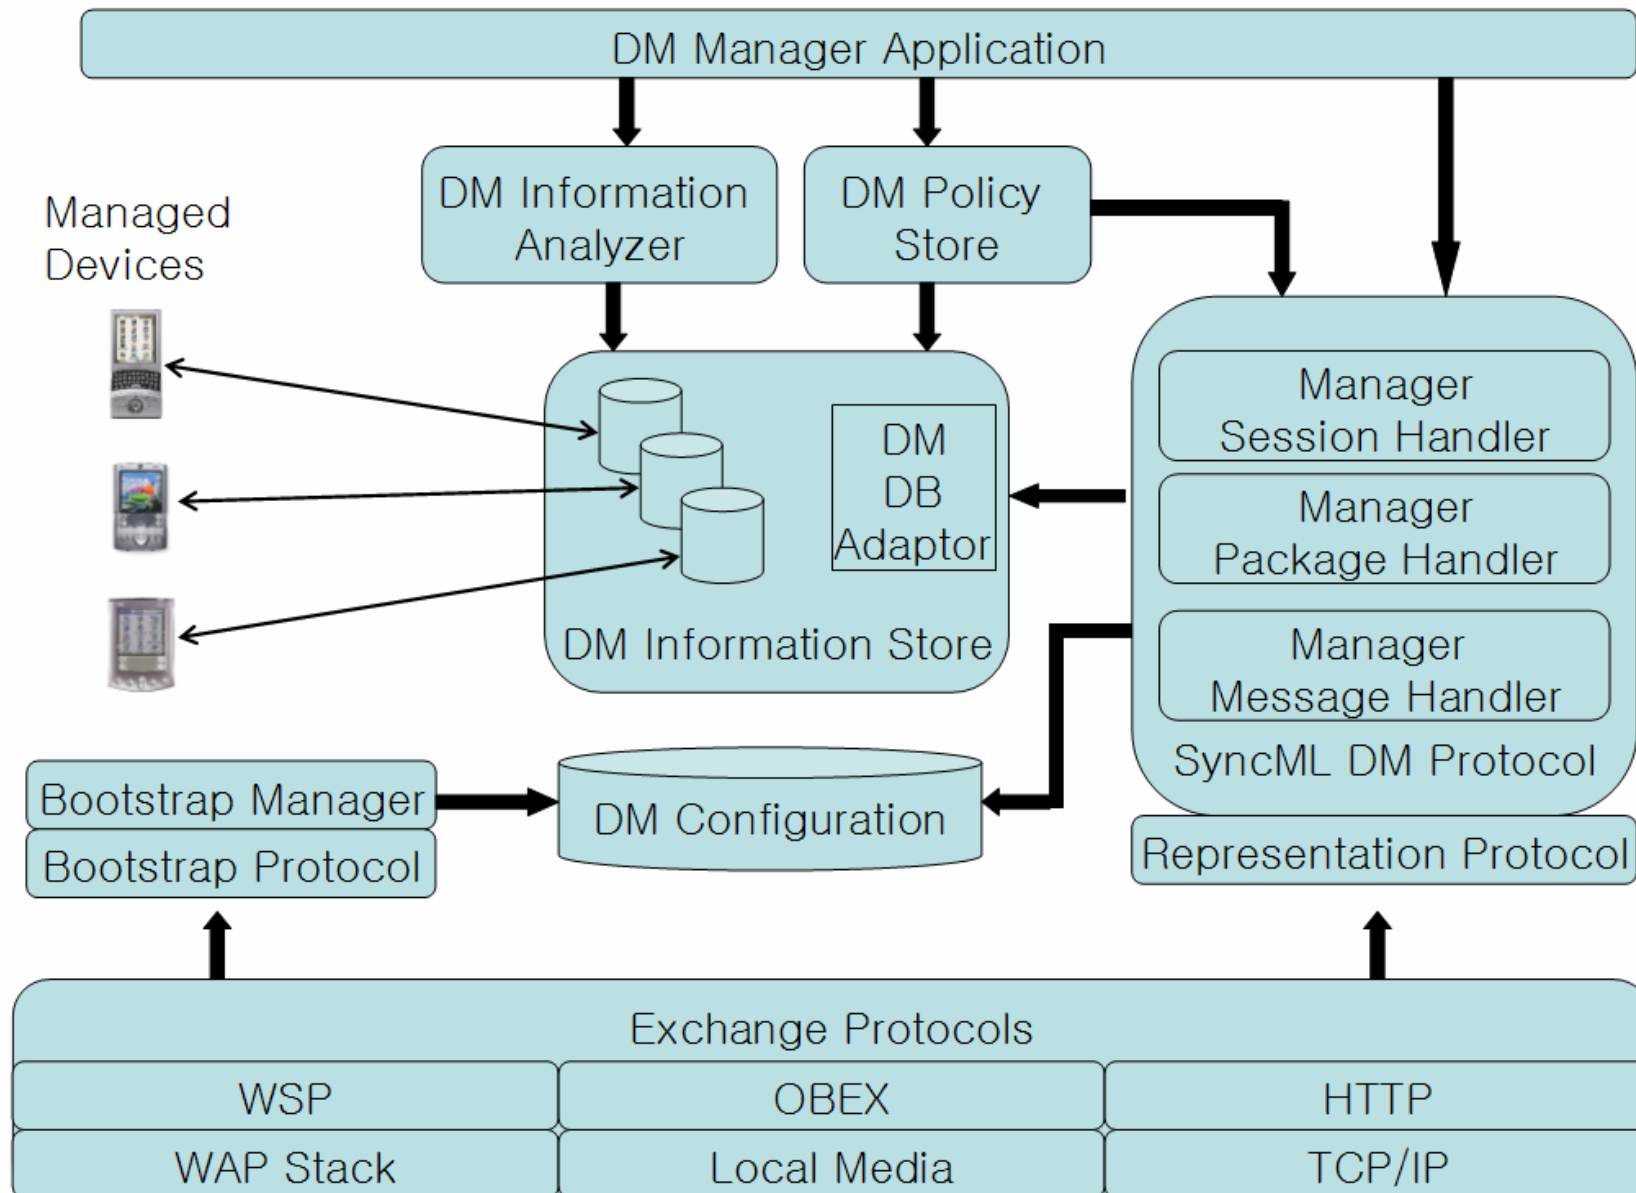 DM Manager Application
DM Information
Analyzer
DM Policy
Store
Managed
Devices
Manager
Session Handler
DM
DB
Adaptor
Manager
Package Handler
DM Information Store
Manager
Message Handler
SyncML DM Protocol
Bootstrap Manager
DM Configuration
Bootstrap Protocol
Representation Protocol
Exchange Protocols
WSP
OBEX
HTTP
WAP Stack
Local Media
TCP/IP